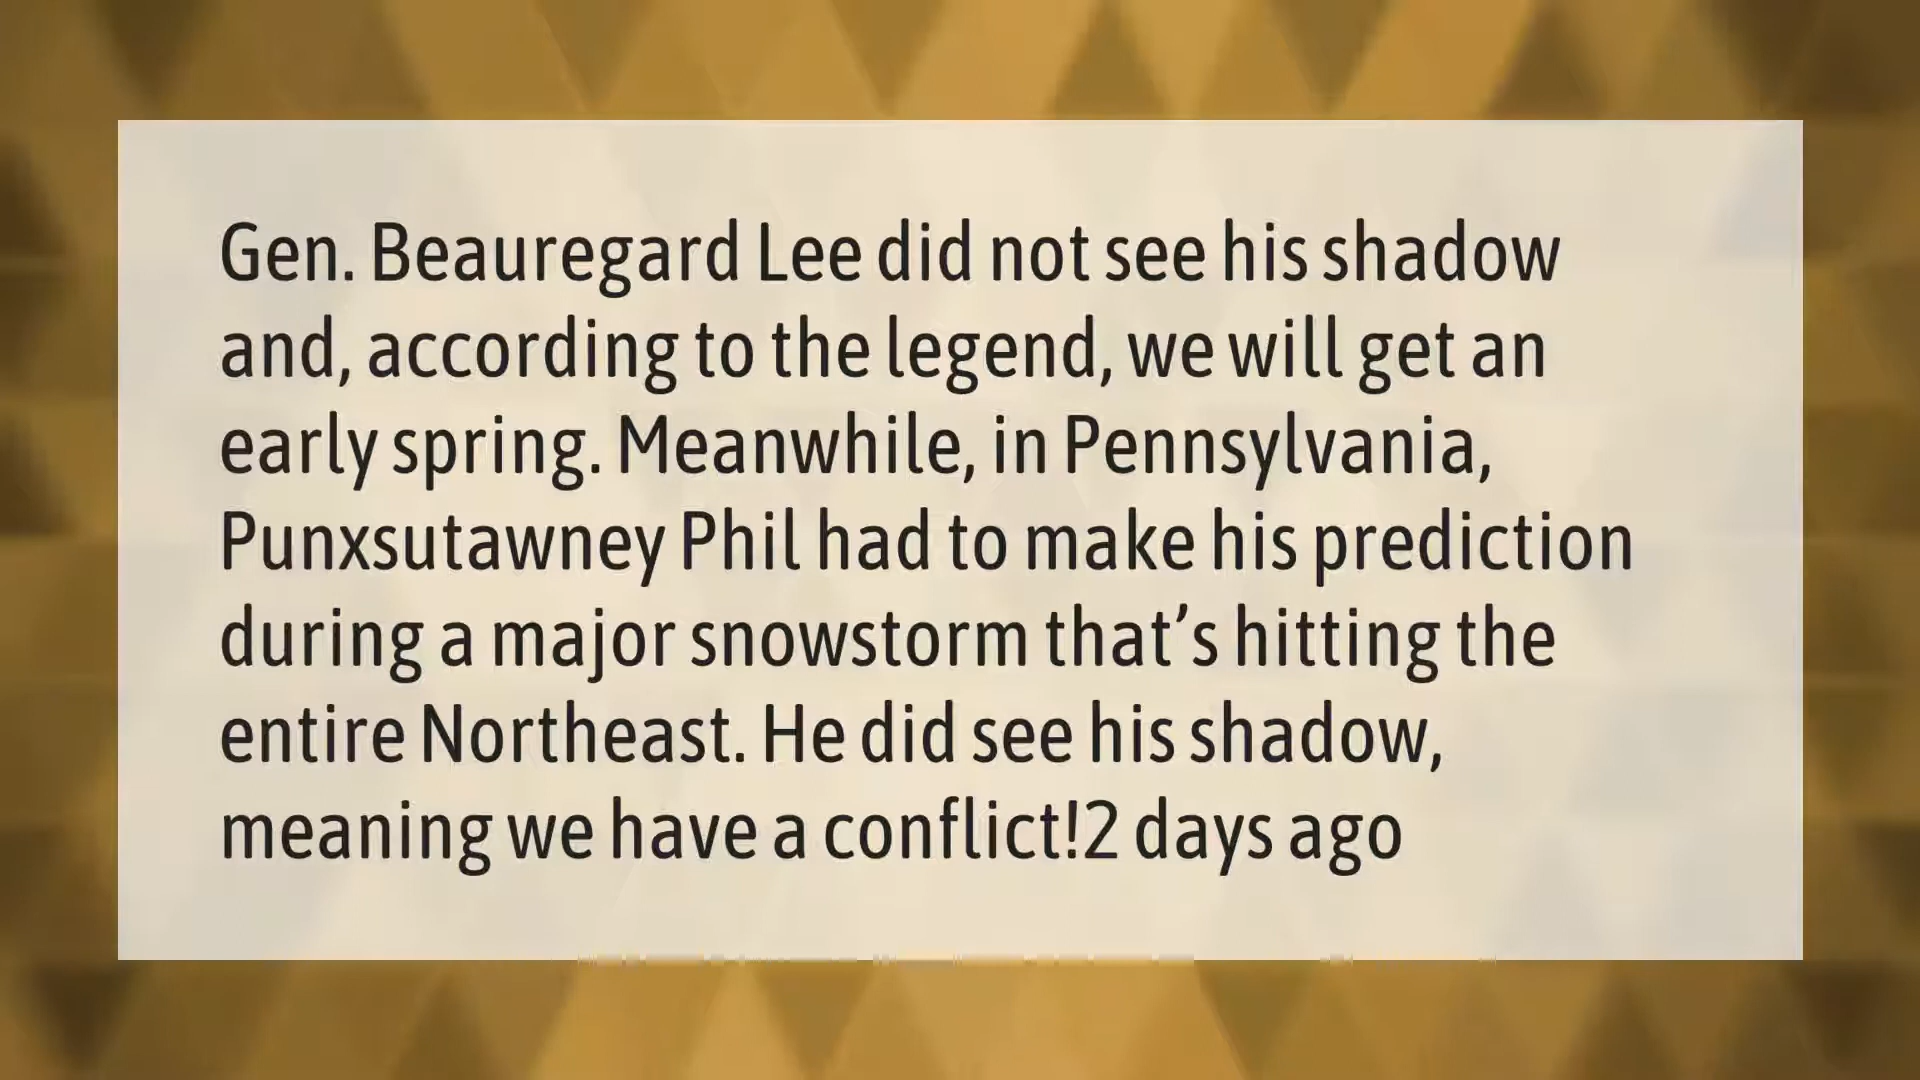 Gen. Beauregard Lee did not see his shadow
and, according to the legend, we will get an
early spring. Meanwhile, in Pennsylvania,
Punxsutawney Phil had to make his prediction
during a major snowstorm that’s hitting the
entire Northeast. He did see his shadow,
meaning we have a conflict!2 days ago